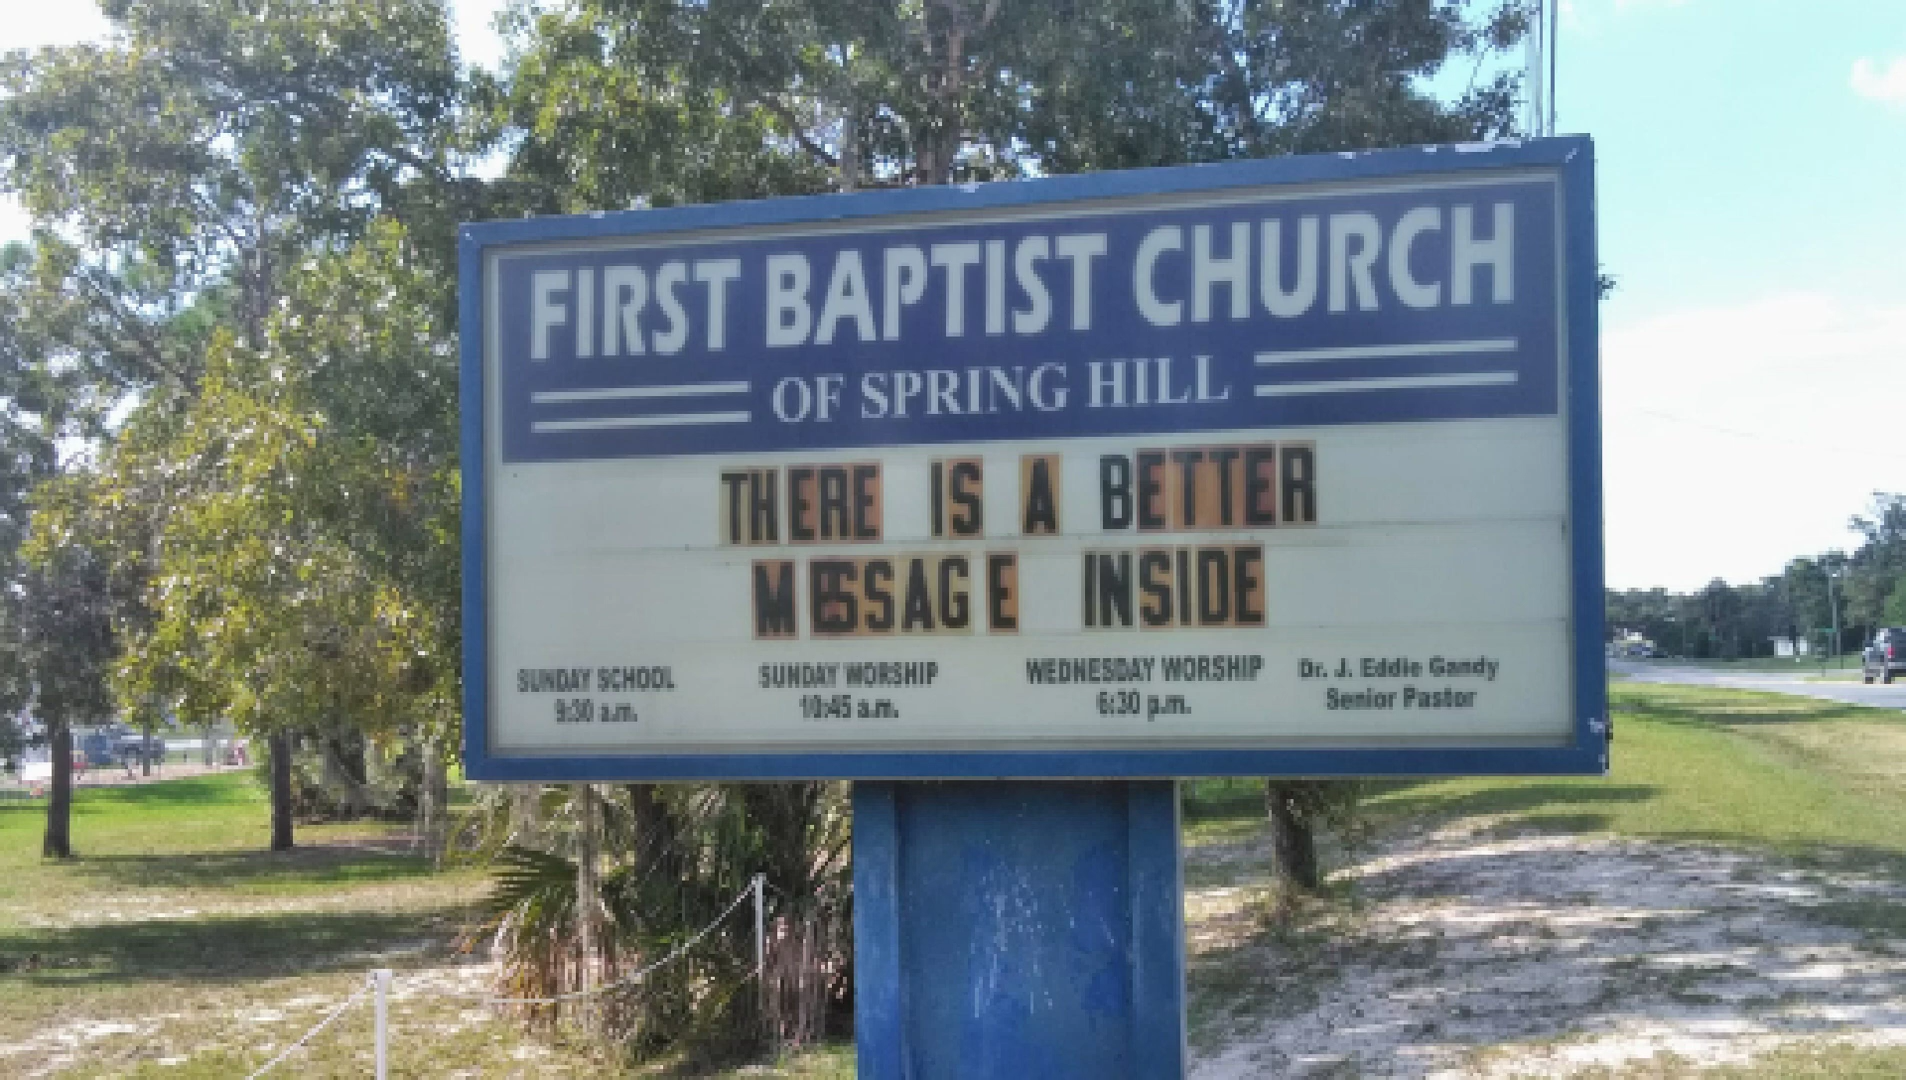 FIRST BAPTIST CHURCH
OF SPRING HILL
THERE IS A BETTER
MESSAGE INSIDE
SUNDAY SCHOOL
9:30 a.m.
SUNDAY WORSHIP
10:45 a.m.
WEDNESDAY WORSHIP
6:30 p.m.
Dr. J. Eddie Gandy
Senior Pastor